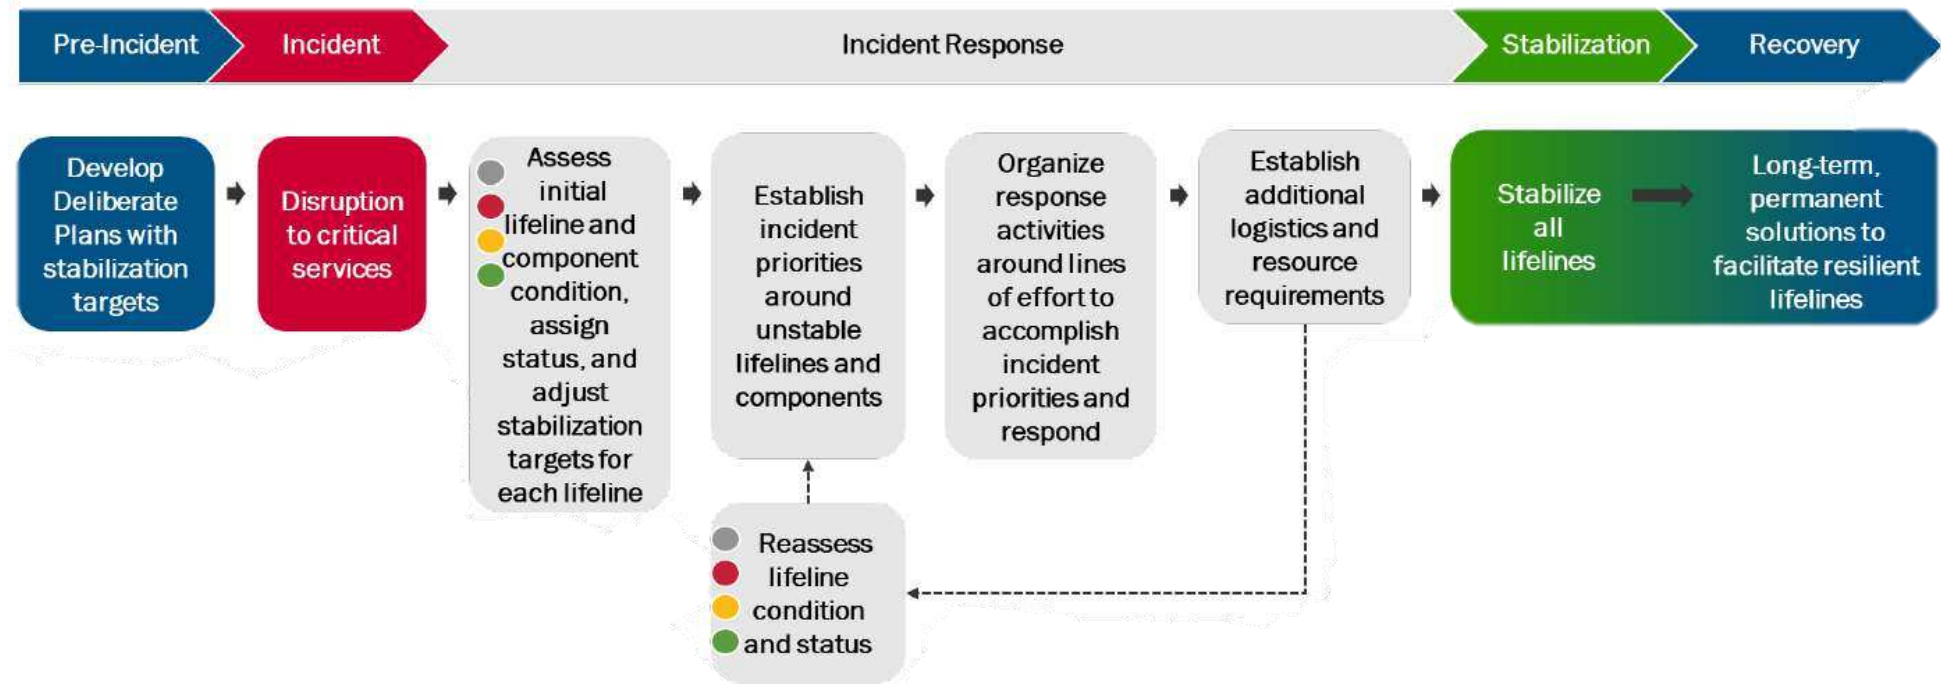 Pre-Incident
Incident
Incident Response
Stabilization
Recovery
Develop
Deliberate
Plans with
stabilization
targets
Disruption
to critical
services
Assess
initial
lifeline and
component
condition,
assign
status, and
adjust
stabilization
targets for
each lifeline
Establish
incident
priorities
around
unstable
lifelines and
components
Organize
response
activities
around lines
of effort to
accomplish
incident
priorities and
respond
Establish
additional
logistics and
resource
requirements
Stabilize
all
lifelines
Long-term,
permanent
solutions to
facilitate resilient
lifelines
Reassess
lifeline
condition
and status